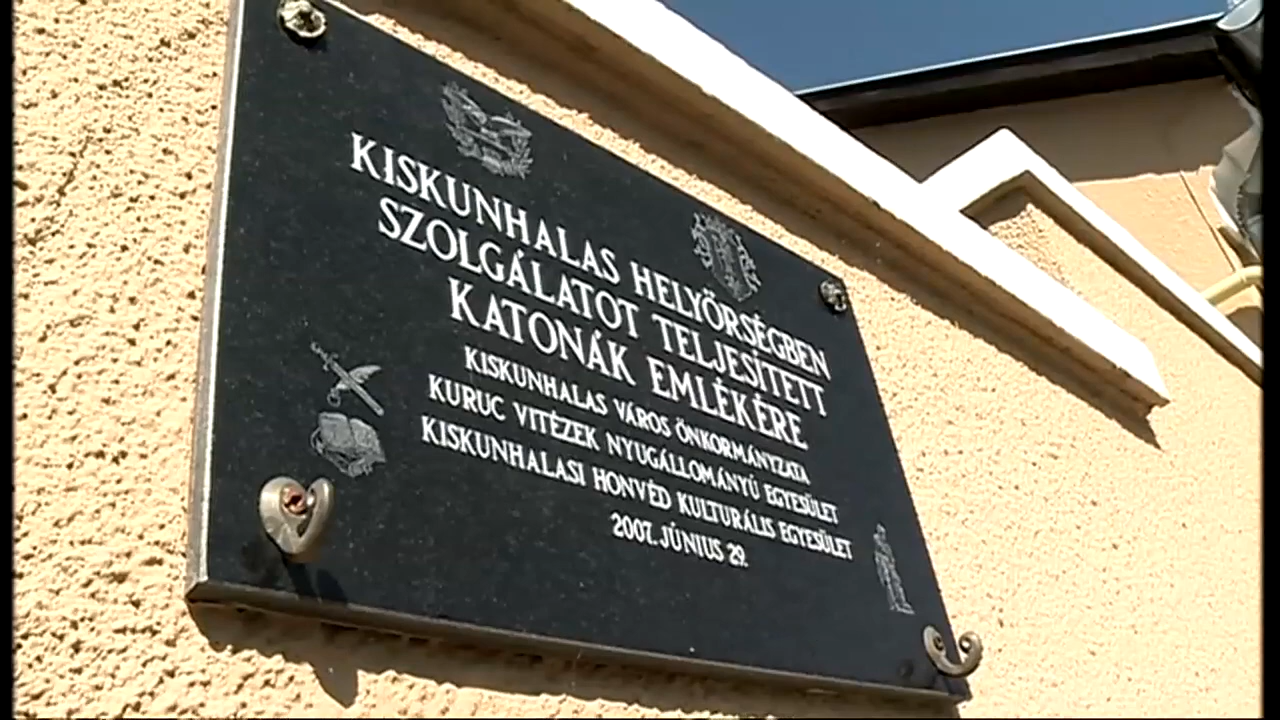 KISKUNHALAS HELYŐRSÉGBEN
SZOLGÁLATOT TELJESÍTETT
KATONÁK EMLÉKÉRE
KISKUNHALAS VÁROS ÖNKORMÁNYZATA
KURUC VITÉZEK NYUGÁLLOMÁNYÚ EGYESÜLET
KISKUNHALASI HONVÉD KULTURÁLIS EGYESÜLET
2007. JÚNIUS 29.